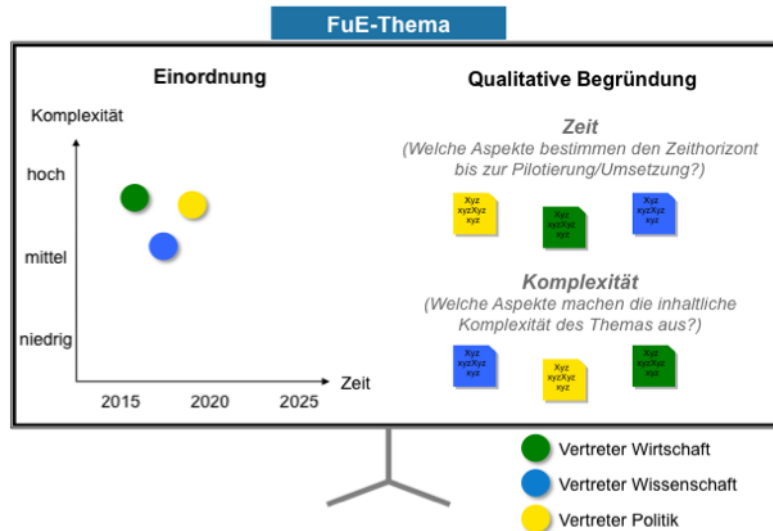 FuE-Thema
Einordnung
Komplexität
hoch
mittel
niedrig
Zeit
2015 2020 2025
Qualitative Begründung
Zeit
(Welche Aspekte bestimmen den Zeithorizont
bis zur Pilotierung/Umsetzung?)
Xyz
xyzXyz
xyz
Xyz
xyzXyz
xyz
Xyz
xyzXyz
xyz
Komplexität
(Welche Aspekte machen die inhaltliche
Komplexität des Themas aus?)
Xyz
xyzXyz
xyz
Xyz
xyzXyz
xyz
Xyz
xyzXyz
xyz
Vertreter Wirtschaft
Vertreter Wissenschaft
Vertreter Politik